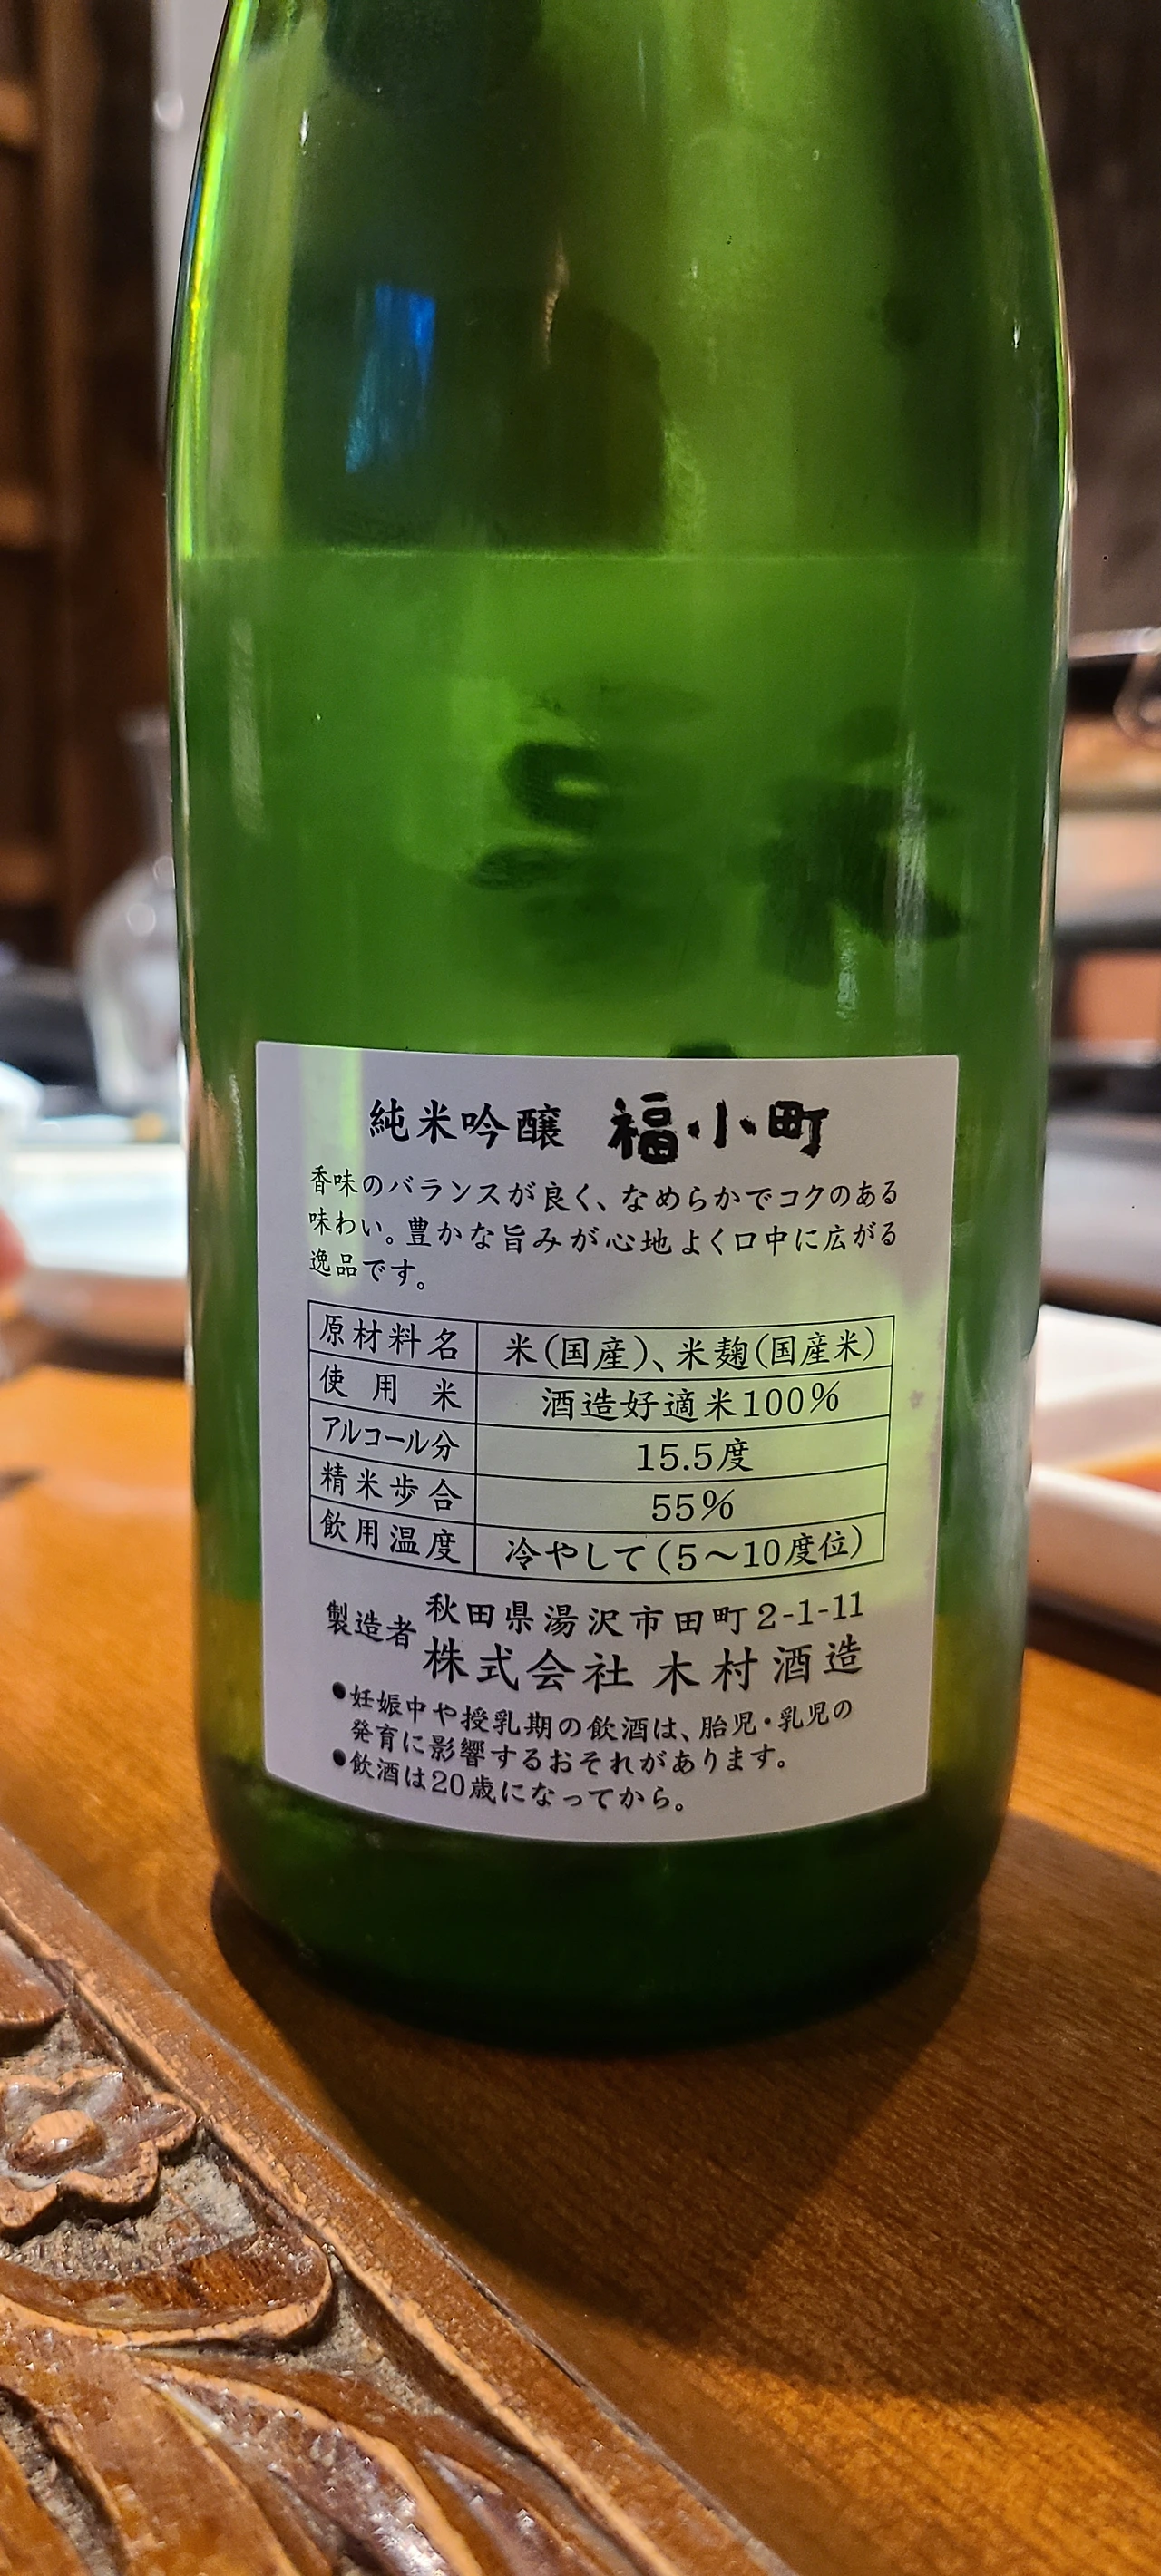 純米吟醸 福小町
香味のバランスが良く、なめらかでコクのある
味わい。豊かな旨みが心地よく口中に広がる
逸品です。
原材料名 米(国産)、米麹(国産米)
使用米 酒造好適米100%
アルコール分 15.5度
精米歩合 55%
飲用温度 冷やして(5〜10度位)
製造者 秋田県湯沢市田町2-1-11
株式会社 木村酒造
●妊娠中や授乳期の飲酒は、胎児・乳児の
発育に影響するおそれがあります。
●飲酒は20歳になってから。